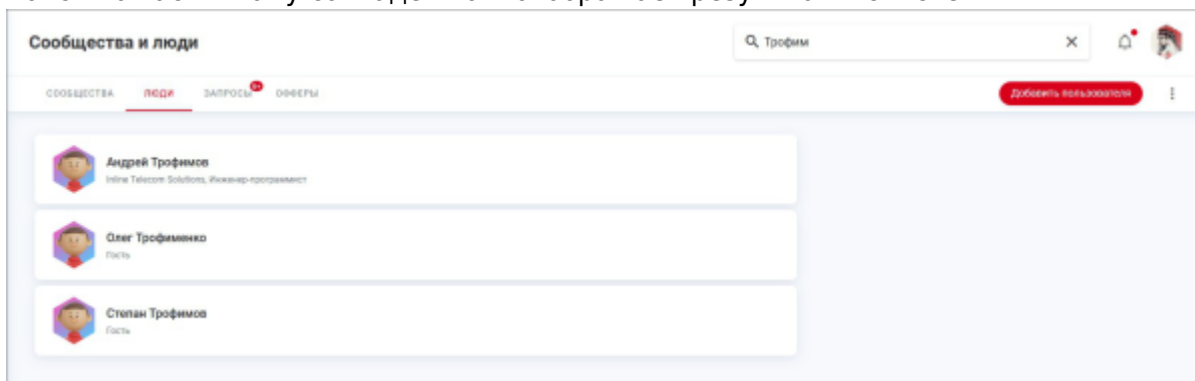 Сообщества и люди
Трофим
СООБЩЕСТВА ЛЮДИ ЗАПРОСЫ 9+ ОФФЕРЫ
Добавить пользователя
Андрей Трофимов
Inline Telecom Solutions, Инженер-программист
Олег Трофименко
Гость
Степан Трофимов
Гость